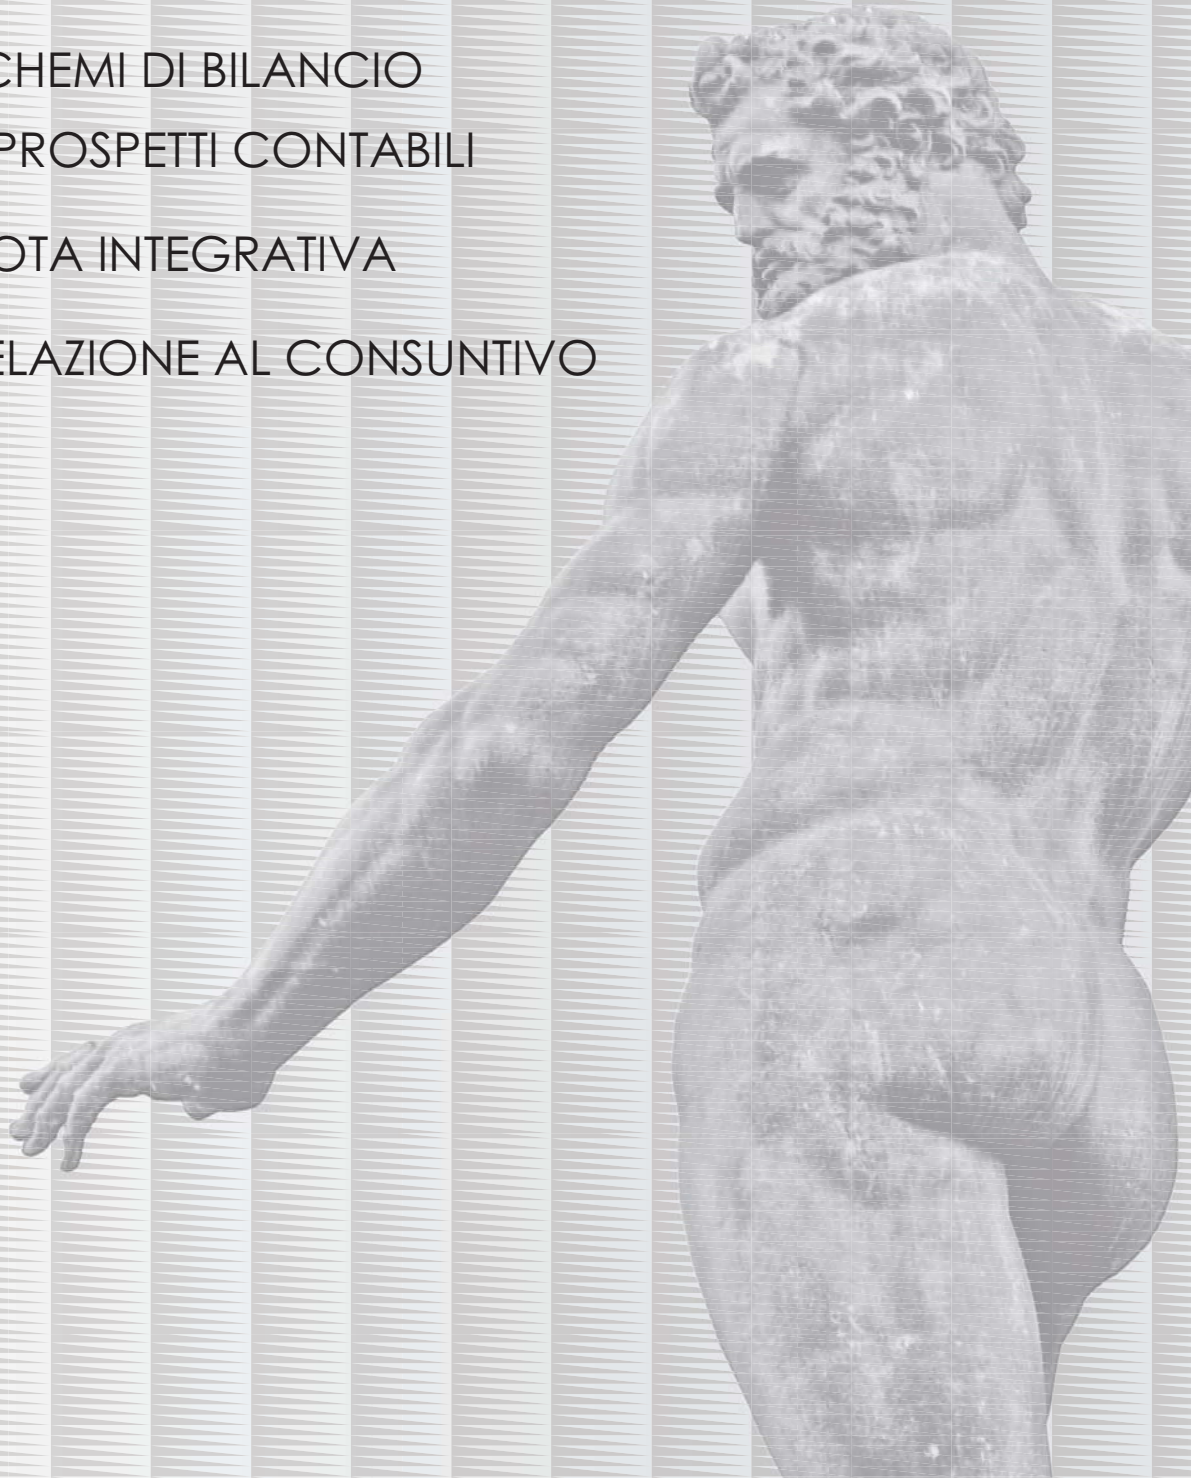 CHEMI DI BILANCIO
PROSPETTI CONTABILI
OTA INTEGRATIVA
ELAZIONE AL CONSUNTIVO